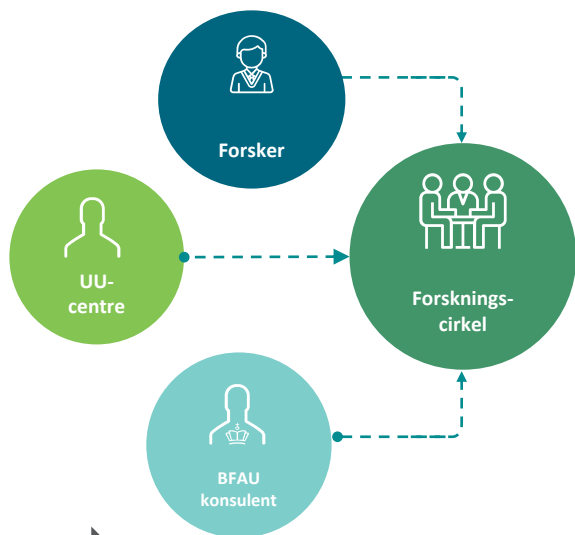 Forsker
UU-
centre
Forsknings-
cirkel
BFAU
konsulent